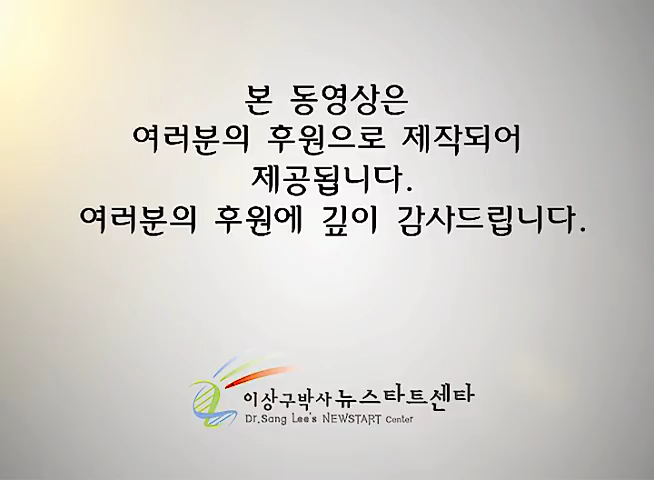 본 동영상은
여러분의 후원으로 제작되어
제공됩니다.
여러분의 후원에 깊이 감사드립니다.
이상구박사뉴스타트센타
Dr.Sang Lee's NEWSTART Center